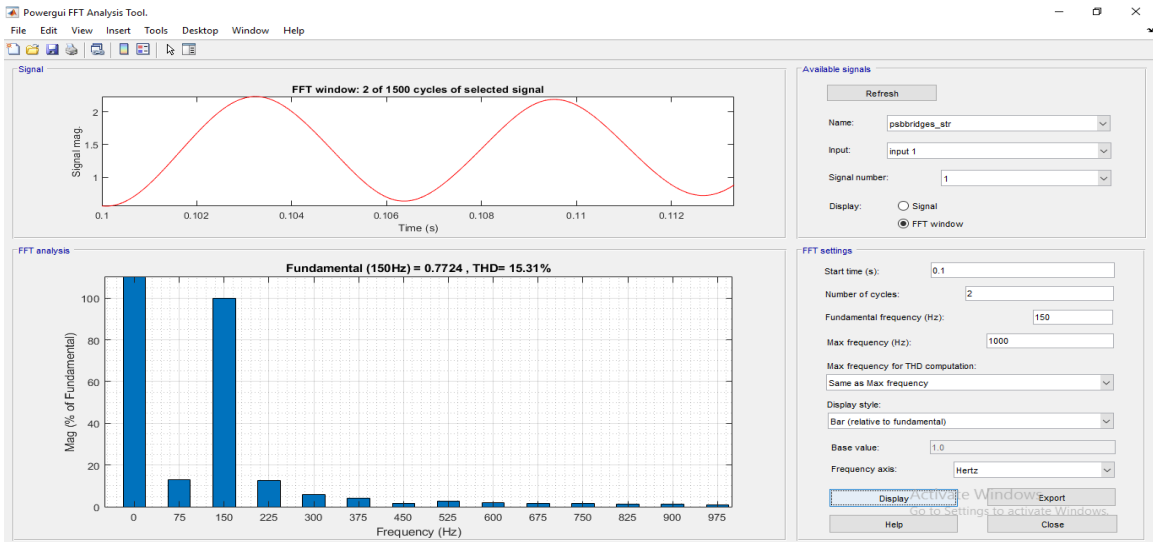 Powergui FFT Analysis Tool.
File Edit View Insert Tools Desktop Window Help
Signal
FFT window: 2 of 1500 cycles of selected signal
Signal mag.
2
1.5
1
0.1 0.102 0.104 0.106 0.108 0.11 0.112
Time (s)
FFT analysis
Fundamental (150Hz) = 0.7724 , THD= 15.31%
Mag (% of Fundamental)
100
80
60
40
20
0
0 75 150 225 300 375 450 525 600 675 750 825 900 975
Frequency (Hz)
Available signals
Refresh
Name: psbbridges_str
Input: input 1
Signal number: 1
Display: Signal
FFT window
FFT settings
Start time (s): 0.1
Number of cycles: 2
Fundamental frequency (Hz): 150
Max frequency (Hz): 1000
Max frequency for THD computation:
Same as Max frequency
Display style:
Bar (relative to fundamental)
Base value: 1.0
Frequency axis: Hertz
Display Export
Activate Windows
Go to Settings to activate Windows.
Help Close